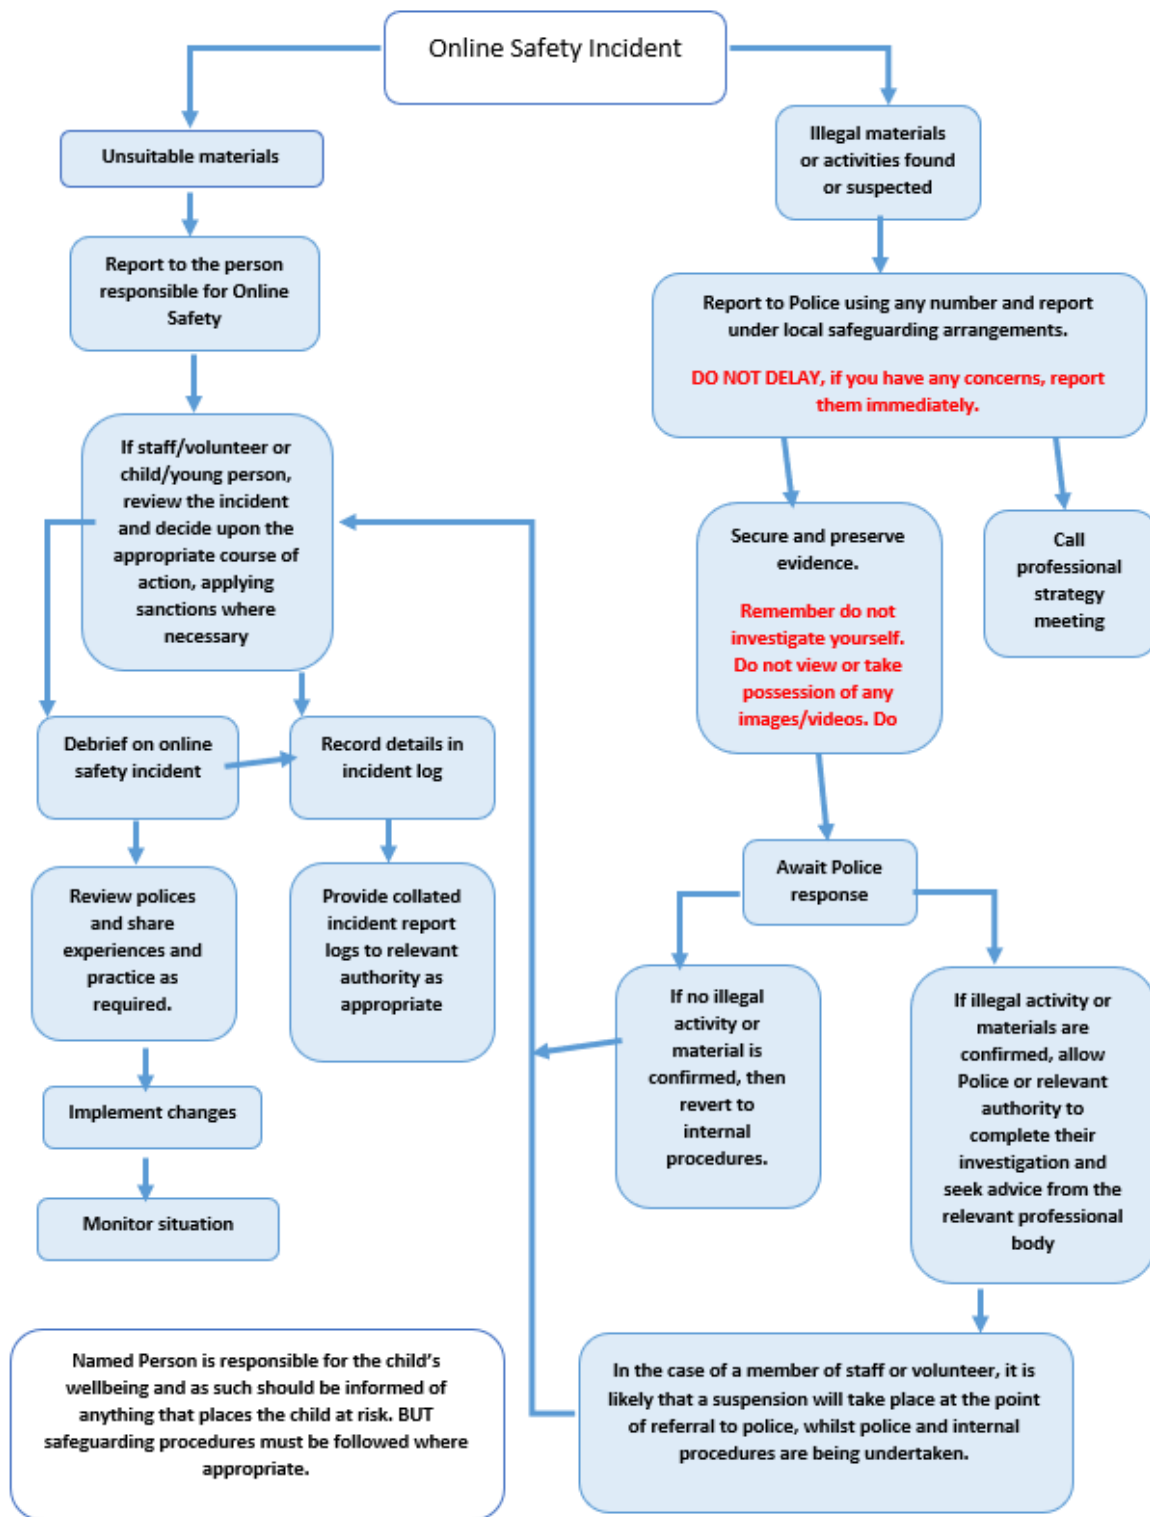 Online Safety Incident
Unsuitable materials
Illegal materials
or activities found
or suspected
Report to the person
responsible for Online
Safety
Report to Police using any number and report
under local safeguarding arrangements.
DO NOT DELAY, if you have any concerns, report
them immediately.
If staff/volunteer or
child/young person,
review the incident
and decide upon the
appropriate course of
action, applying
sanctions where
necessary
Secure and preserve
evidence.
Remember do not
investigate yourself.
Do not view or take
possession of any
images/videos. Do
Call
professional
strategy
meeting
Debrief on online
safety incident
Record details in
incident log
Review polices
and share
experiences and
practice as
required.
Provide collated
incident report
logs to relevant
authority as
appropriate
Await Police
response
If no illegal
activity or
material is
confirmed, then
revert to
internal
procedures.
If illegal activity or
materials are
confirmed, allow
Police or relevant
authority to
complete their
investigation and
seek advice from the
relevant professional
body
Implement changes
Monitor situation
Named Person is responsible for the child's
wellbeing and as such should be informed of
anything that places the child at risk. BUT
safeguarding procedures must be followed where
appropriate.
In the case of a member of staff or volunteer, it is
likely that a suspension will take place at the point
of referral to police, whilst police and internal
procedures are being undertaken.